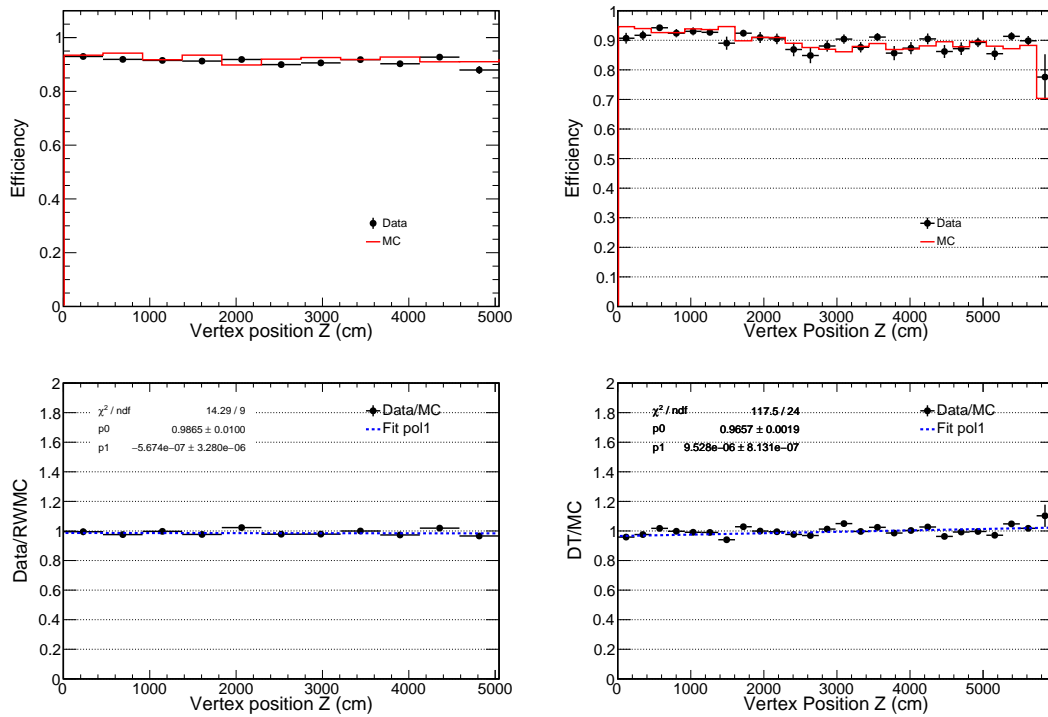 1
0.8
0.6
0.4
0.2
0
Efficiency
Data
MC
0 1000 2000 3000 4000 5000
Vertex position Z (cm)
1
0.9
0.8
0.7
0.6
0.5
0.4
0.3
0.2
0.1
0
Efficiency
Data
MC
0 1000 2000 3000 4000 5000
Vertex Position Z (cm)
2
1.8
1.6
1.4
1.2
1
0.8
0.6
0.4
0.2
0
Data/RWMC
χ² / ndf 14.29 / 9
p0 0.9865 ± 0.0100
p1 −5.674e−07 ± 3.280e−06
Data/MC
Fit pol1
0 1000 2000 3000 4000 5000
Vertex position Z (cm)
2
1.8
1.6
1.4
1.2
1
0.8
0.6
0.4
0.2
0
DT/MC
χ² / ndf 117.5 / 24
p0 0.9657 ± 0.0019
p1 9.528e−06 ± 8.131e−07
Data/MC
Fit pol1
0 1000 2000 3000 4000 5000
Vertex Position Z (cm)